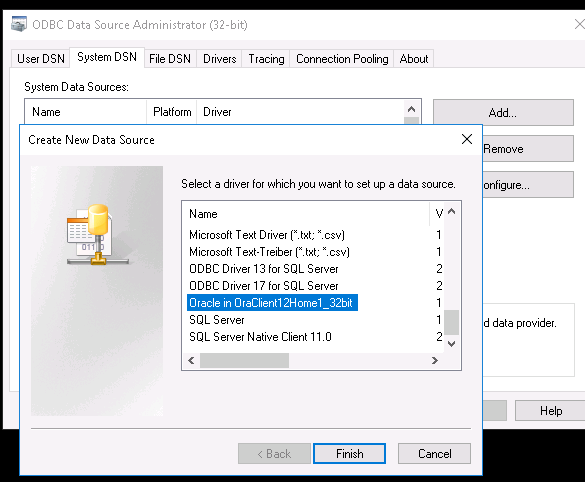 ODBC Data Source Administrator (32-bit)
User DSN System DSN File DSN Drivers Tracing Connection Pooling About
System Data Sources:
Name Platform Driver
Add...
Create New Data Source
Remove
Select a driver for which you want to set up a data source.
onfigure...
Name V
Microsoft Text Driver (*.txt; *.csv) 1
Microsoft Text-Treiber (*.txt; *.csv) 1
ODBC Driver 13 for SQL Server 2
ODBC Driver 17 for SQL Server 2
Oracle in OraClient12Home1_32bit 1
SQL Server 1
d data provider.
SQL Server Native Client 11.0 2
Help
< Back Finish Cancel